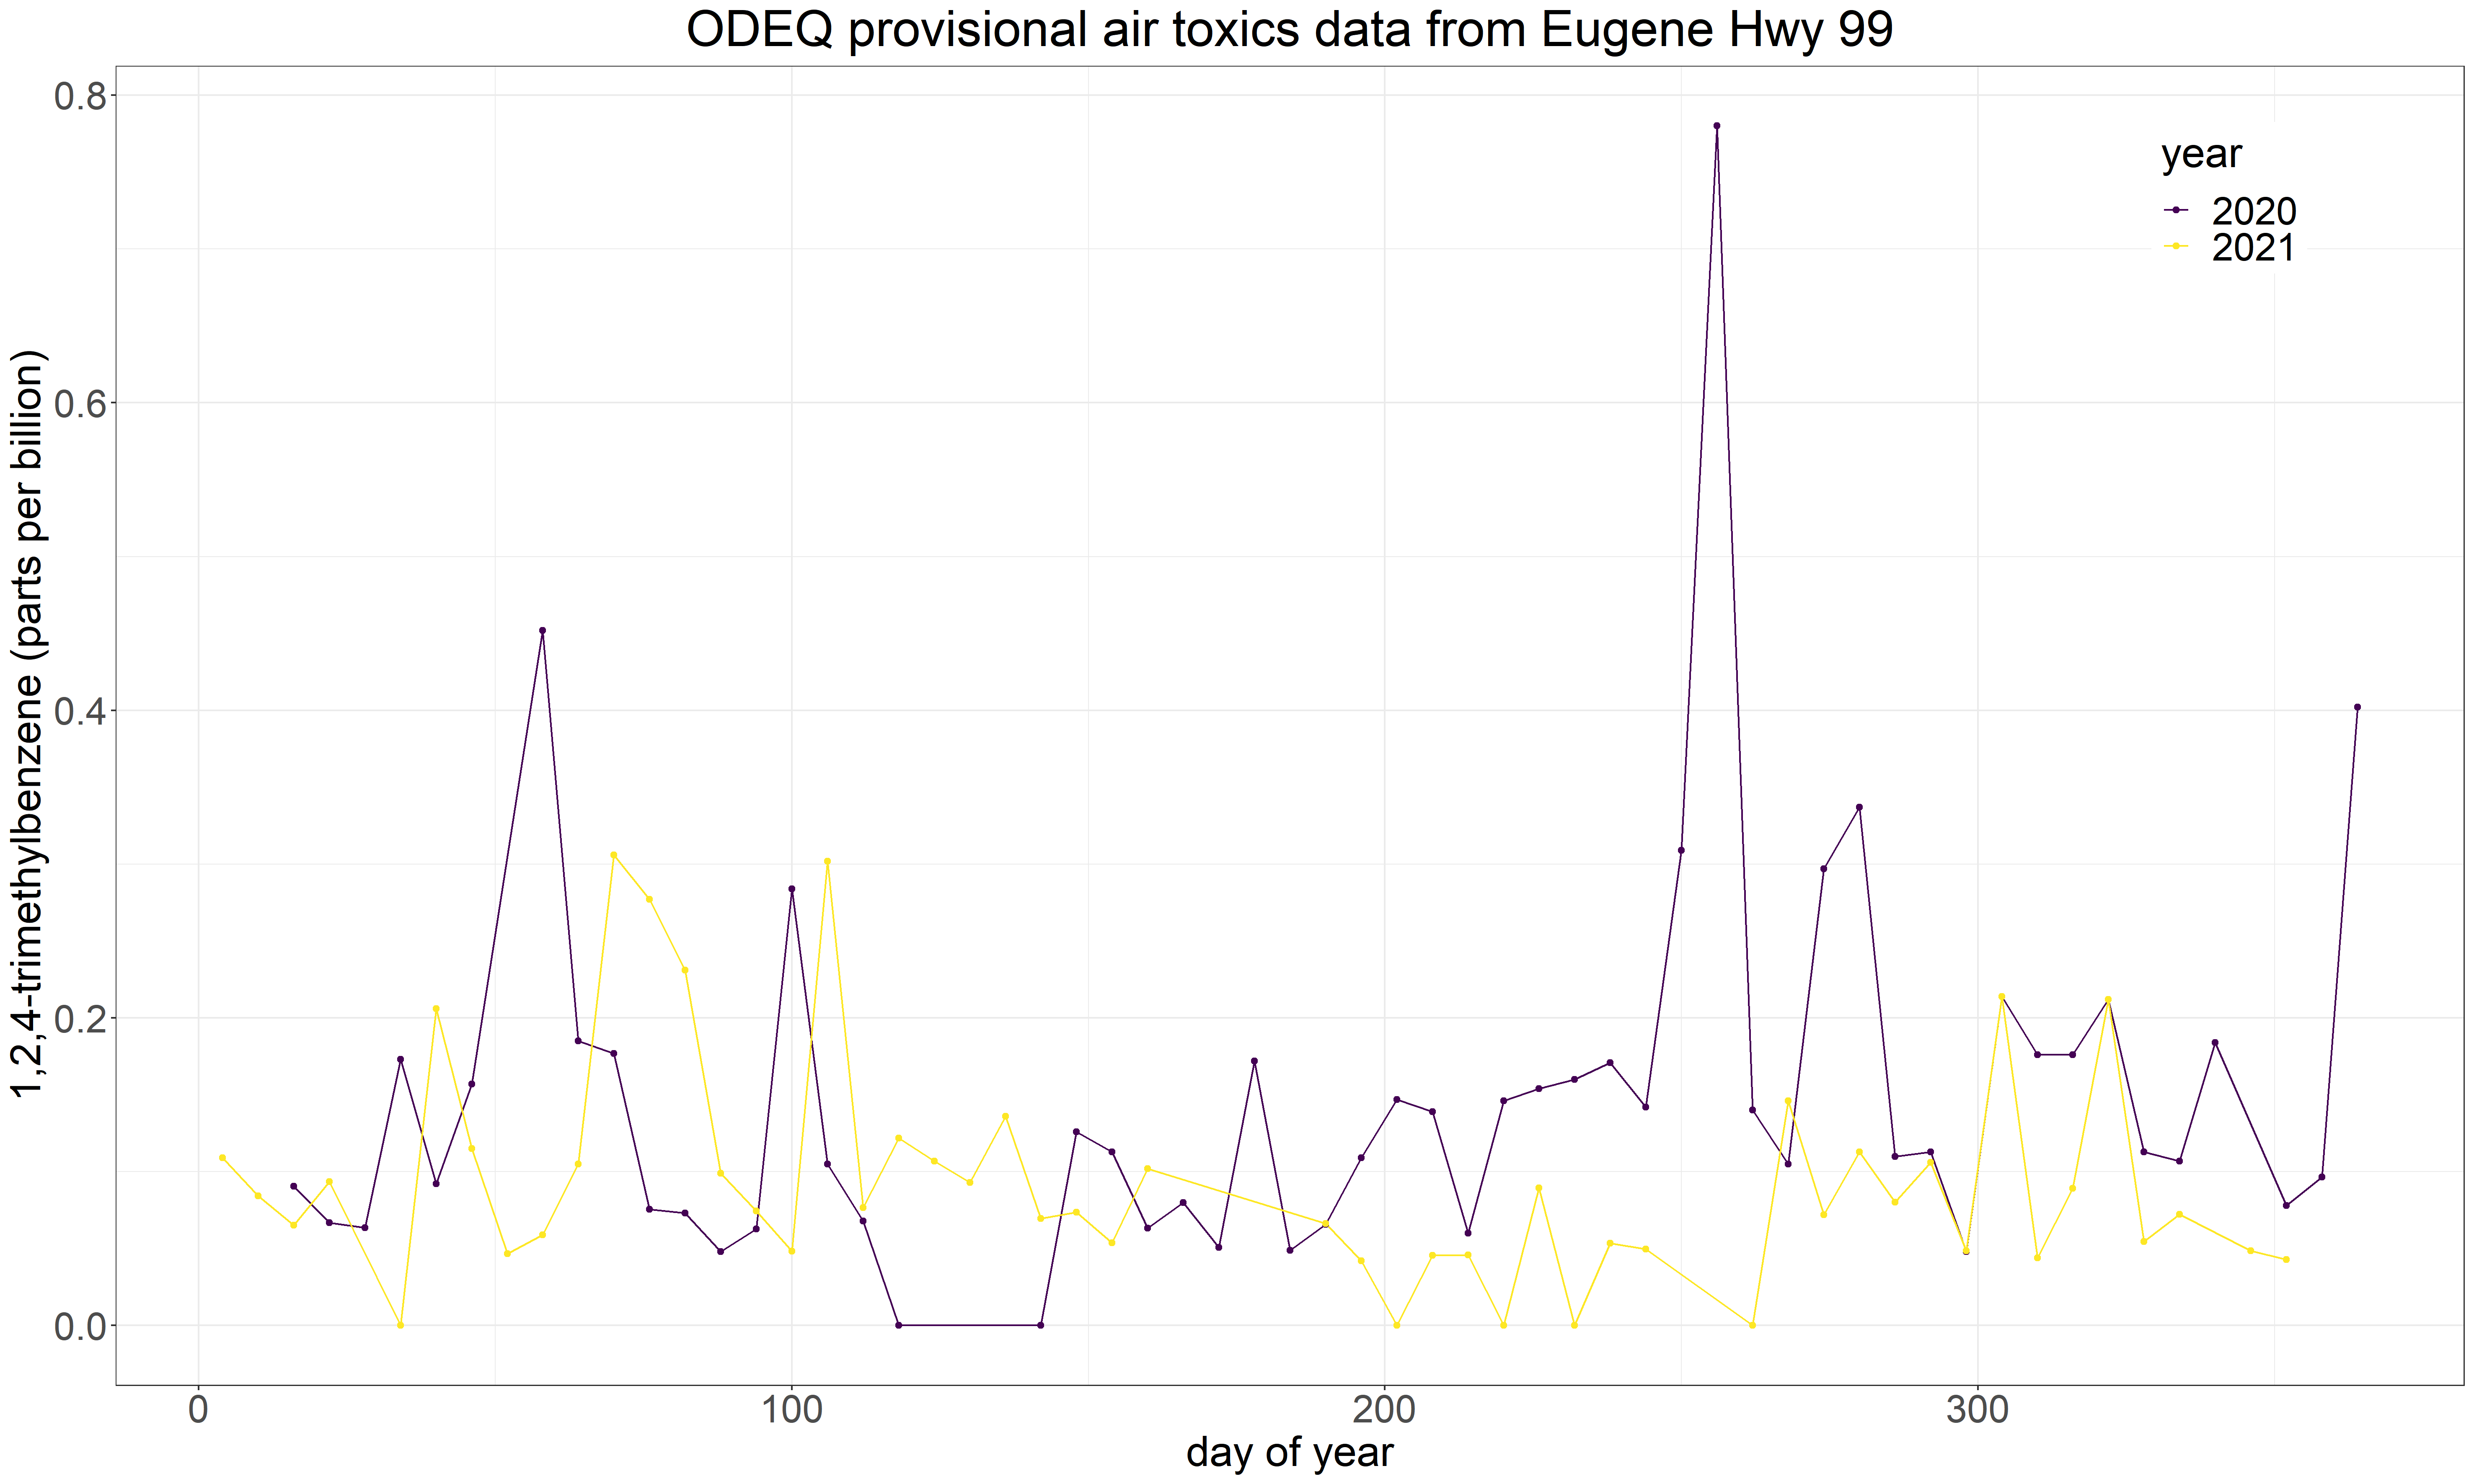 ODEQ provisional air toxics data from Eugene Hwy 99
1,2,4-trimethylbenzene (parts per billion)
0.8
0.6
0.4
0.2
0.0
year
2020
2021
0 100 200 300
day of year